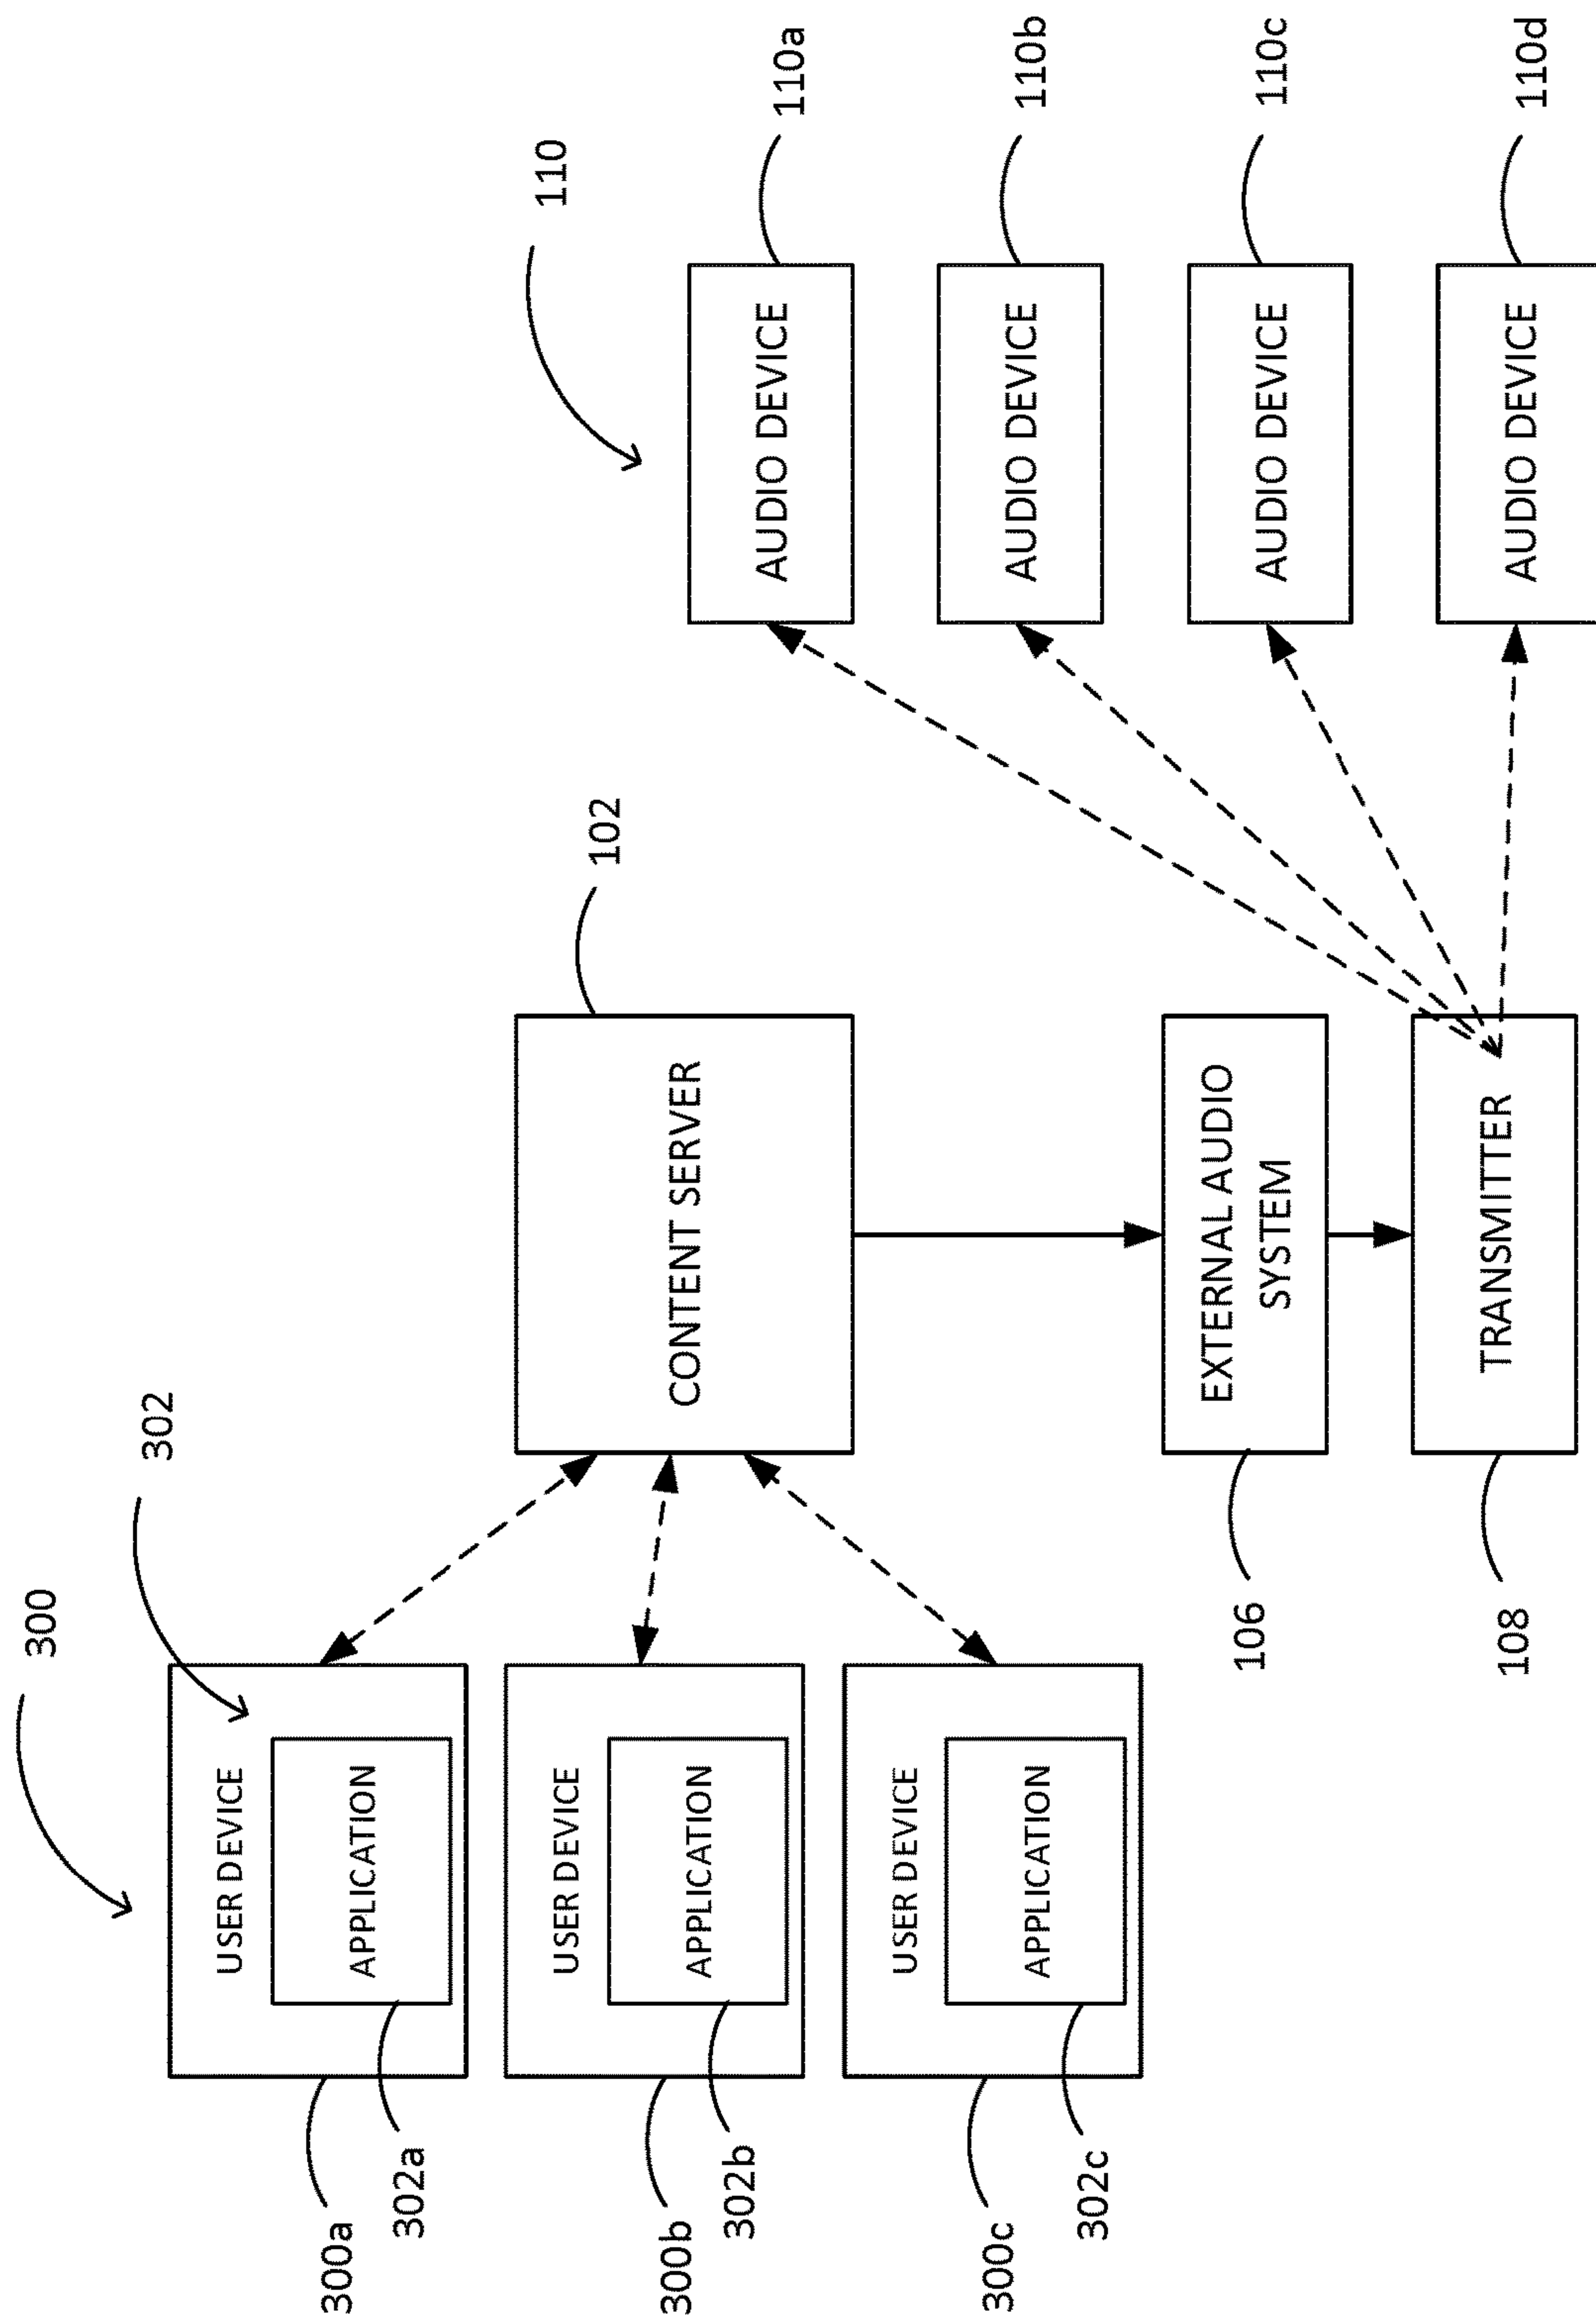 300
302
USER DEVICE
APPLICATION
300a
302a
USER DEVICE
APPLICATION
300b
302b
USER DEVICE
APPLICATION
300c
302c
102
CONTENT SERVER
EXTERNAL AUDIO
SYSTEM
106
TRANSMITTER
108
110
AUDIO DEVICE
110a
AUDIO DEVICE
110b
AUDIO DEVICE
110c
AUDIO DEVICE
110d